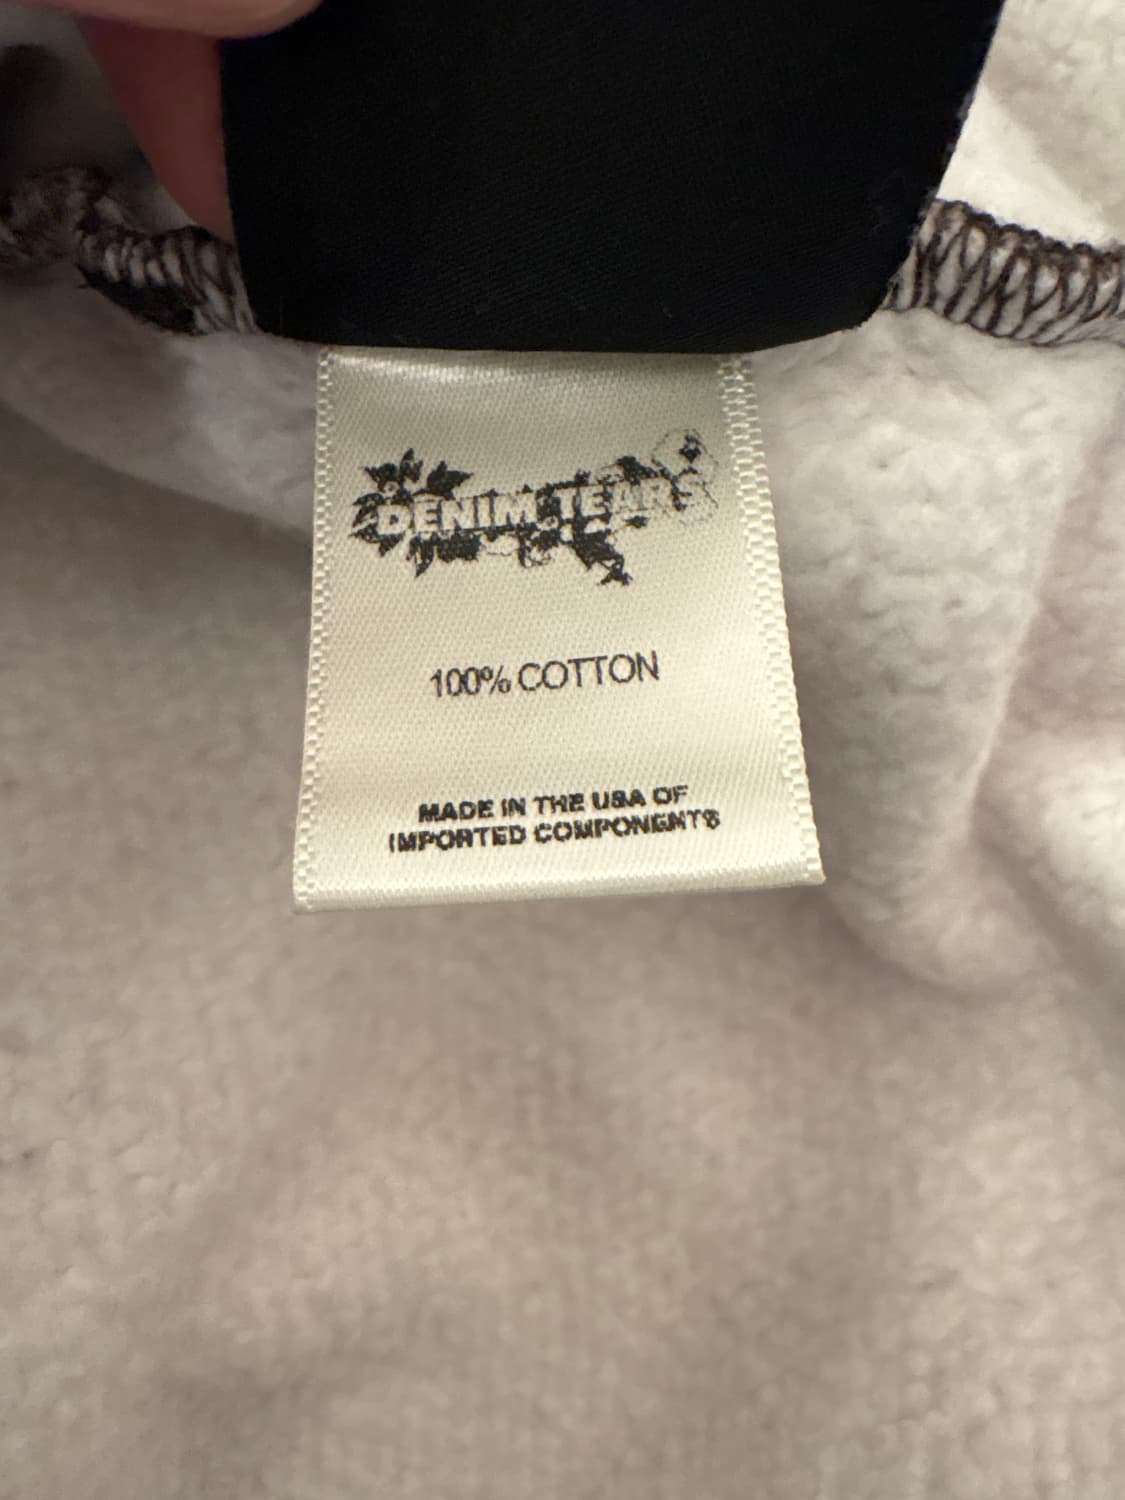 DENIM TEARS
100% COTTON
MADE IN THE USA OF
IMPORTED COMPONENTS